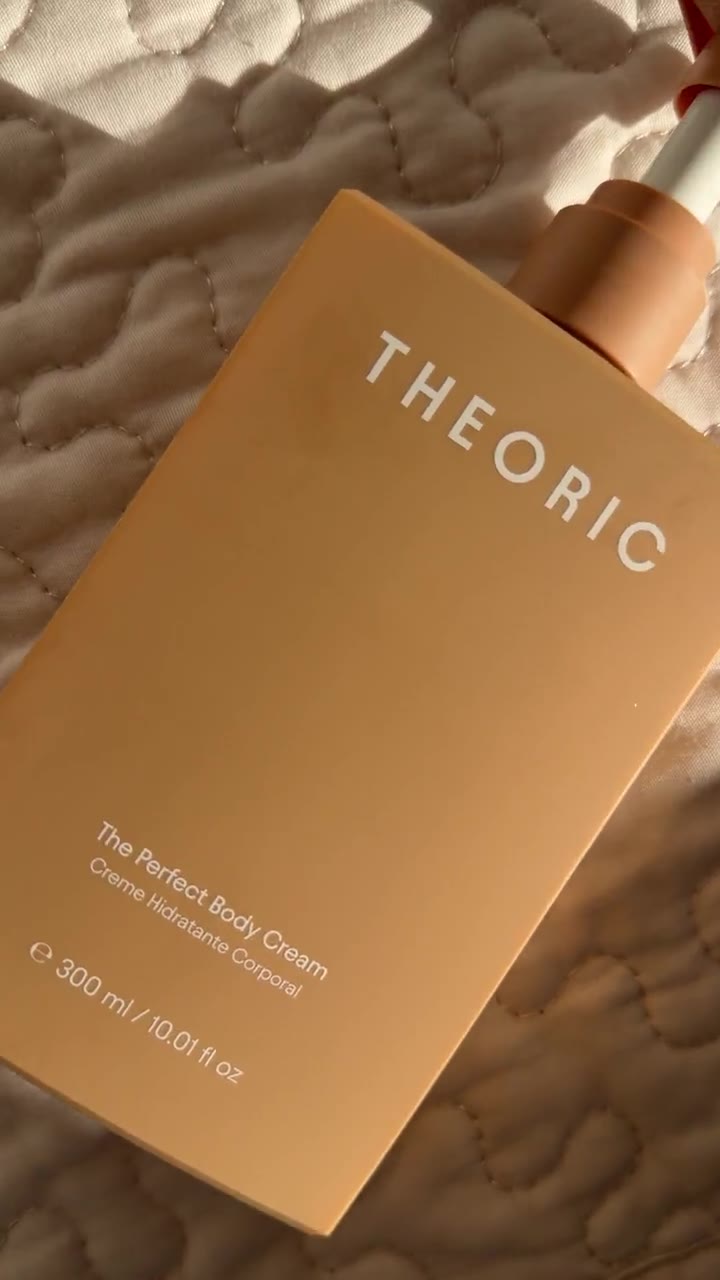 THEORIC
The Perfect Body Cream
Creme Hidratante Corporal
℮ 300 ml / 10.01 fl oz